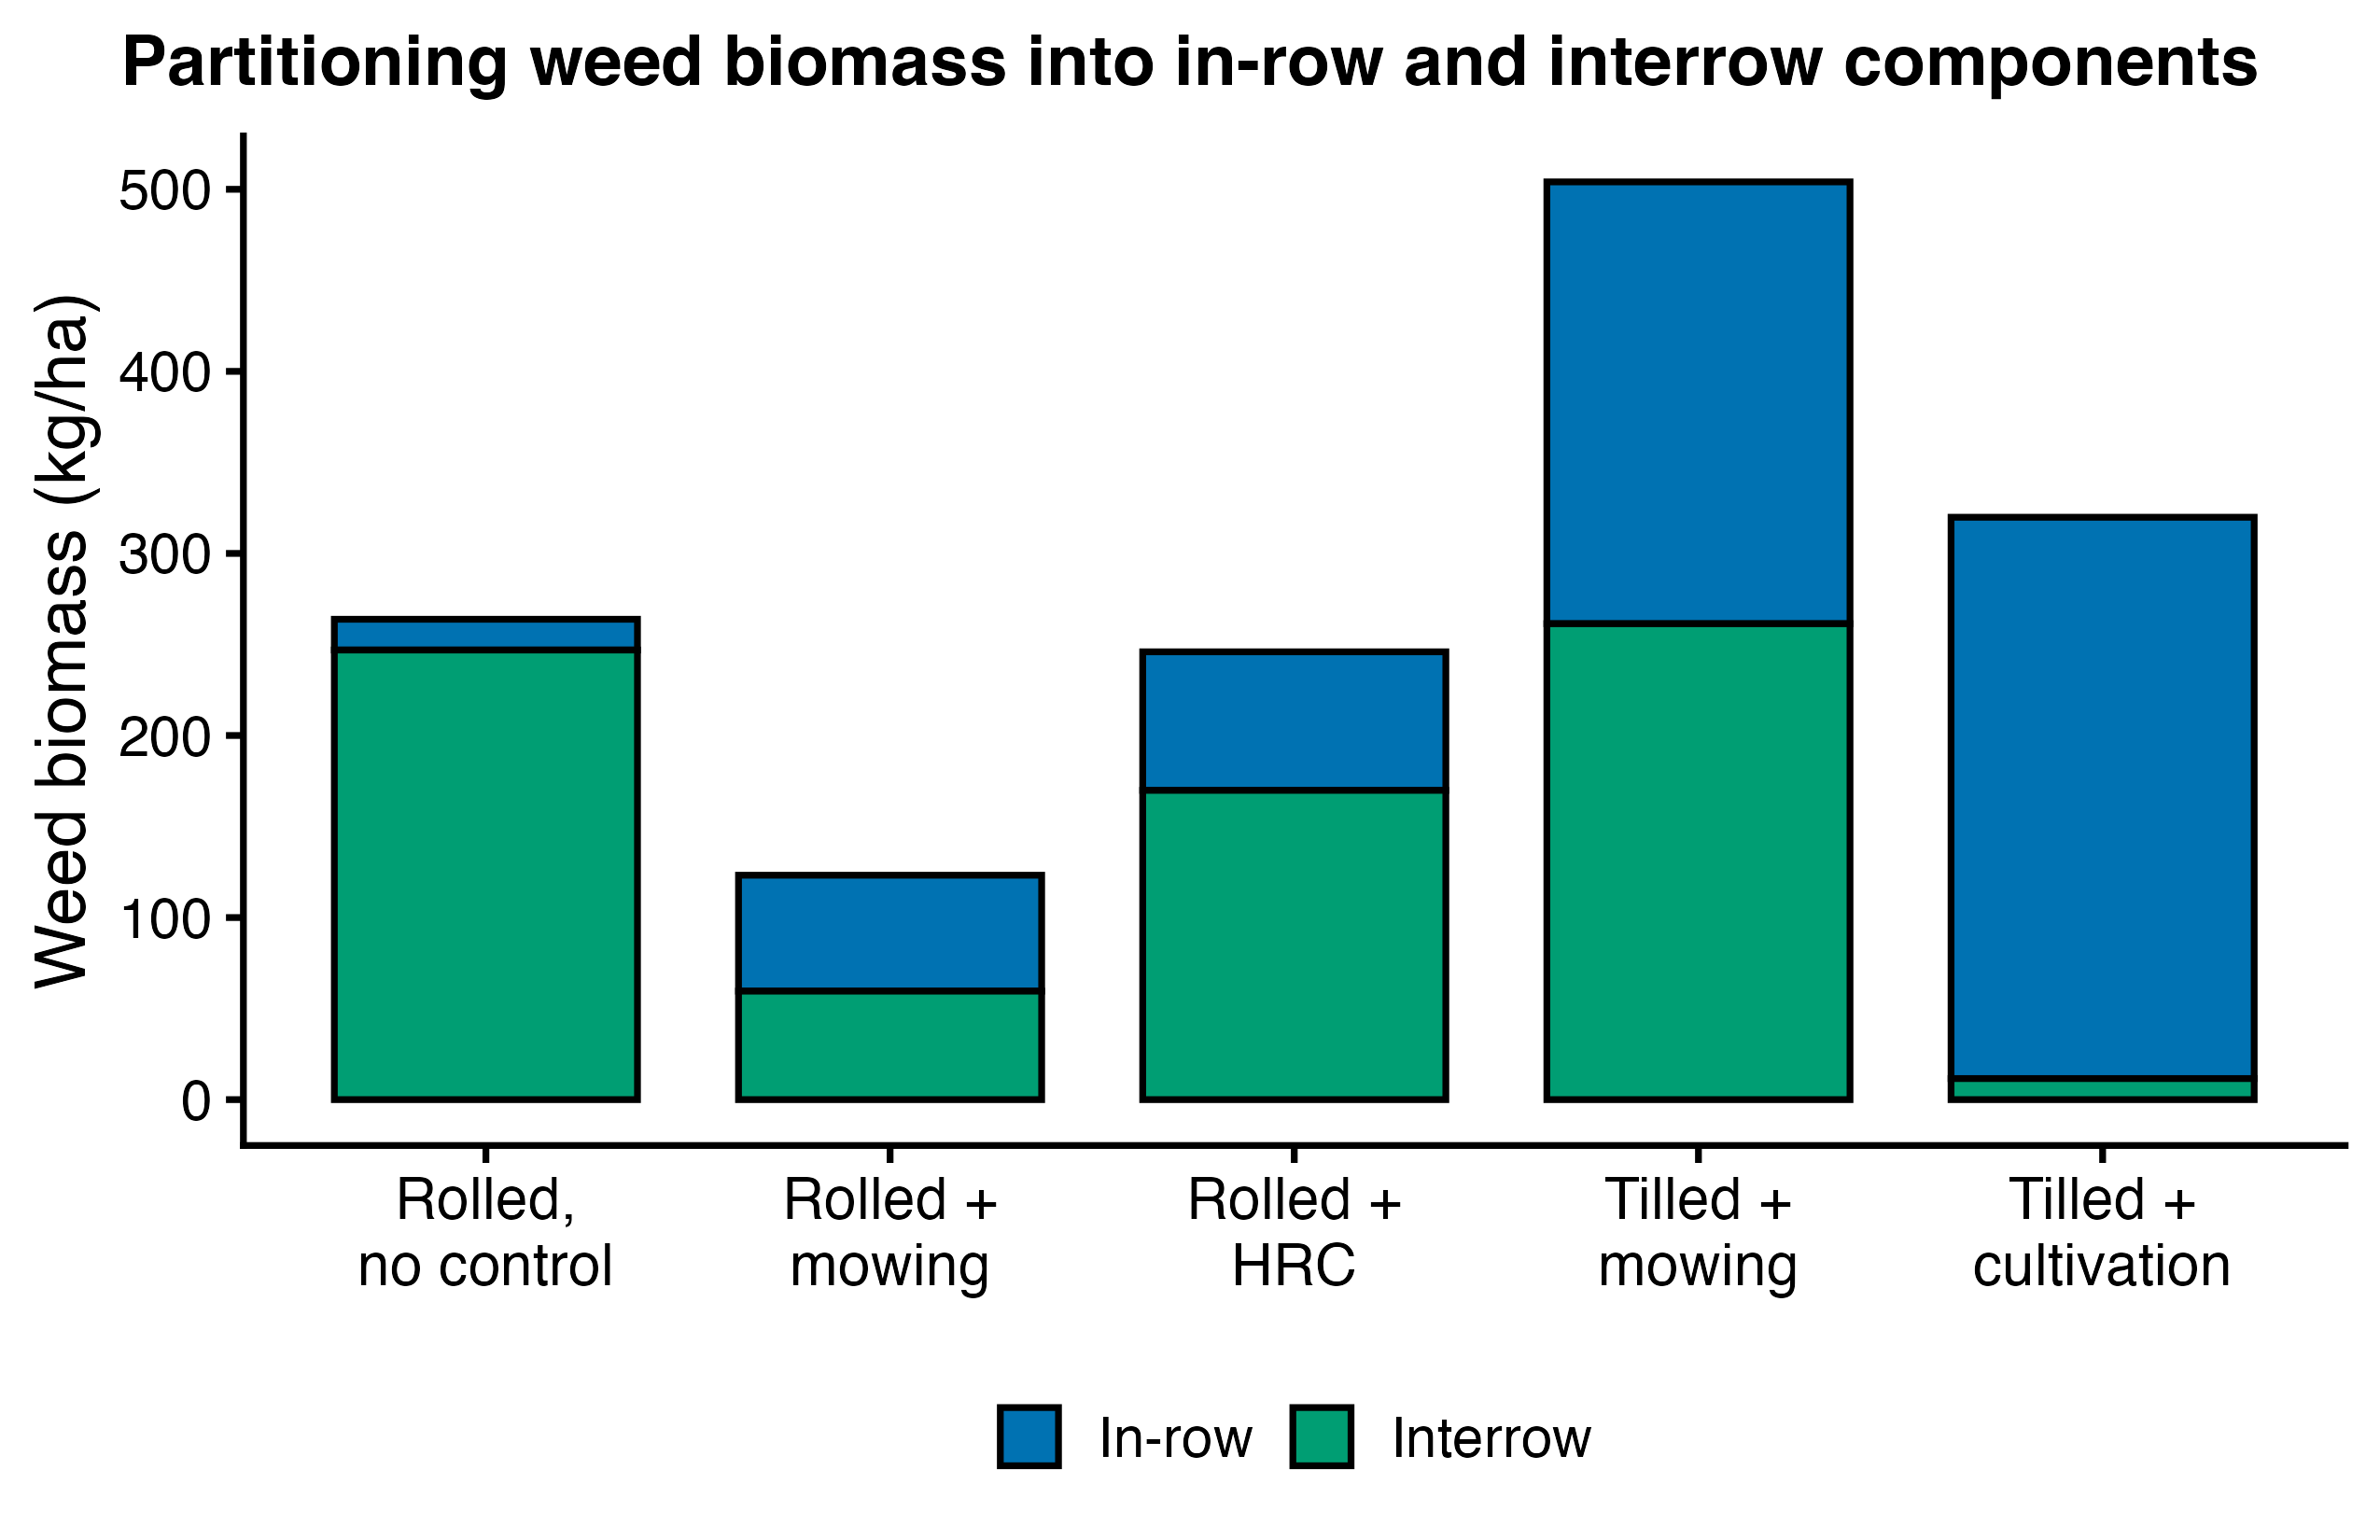 Partitioning weed biomass into in-row and interrow components
Weed biomass (kg/ha)
500
400
300
200
100
0
Rolled,
no control
Rolled +
mowing
Rolled +
HRC
Tilled +
mowing
Tilled +
cultivation
In-row
Interrow